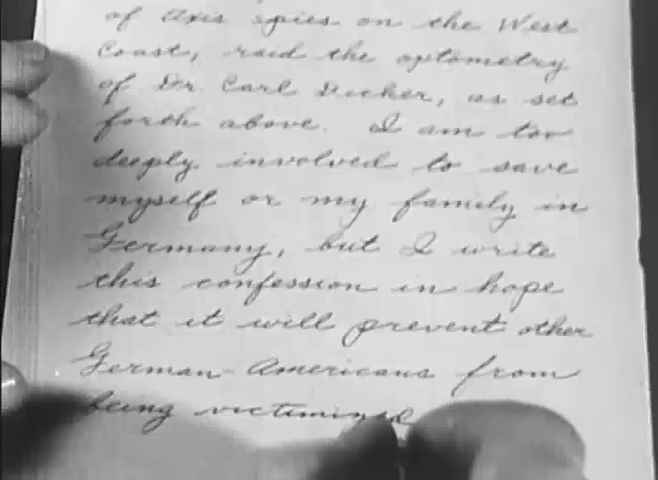 of Axis spies on the West
Coast, raid the optometry
of Dr. Carl Decker, as set
forth above. I am too
deeply involved to save
myself or my family in
Germany, but I write
this confession in hope
that it will prevent other
German-Americans from
being victimized